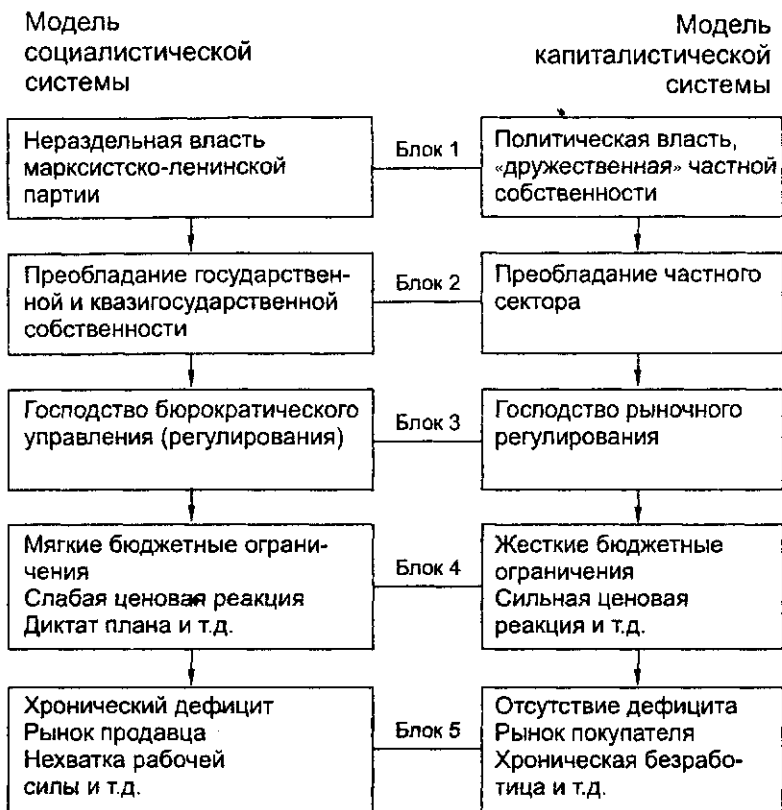 Модель
социалистической
системы
Модель
капиталистической
системы
Нераздельная власть
марксистско-ленинской
партии
Блок 1
Политическая власть,
«дружественная» частной
собственности
Преобладание государствен-
ной и квазигосударственной
собственности
Блок 2
Преобладание частного
сектора
Господство бюрократического
управления (регулирования)
Блок 3
Господство рыночного
регулирования
Мягкие бюджетные ограни-
чения
Слабая ценовая реакция
Диктат плана и т.д.
Блок 4
Жесткие бюджетные
ограничения
Сильная ценовая
реакция и т.д.
Хронический дефицит
Рынок продавца
Нехватка рабочей
силы и т.д.
Блок 5
Отсутствие дефицита
Рынок покупателя
Хроническая безрабо-
тица и т.д.